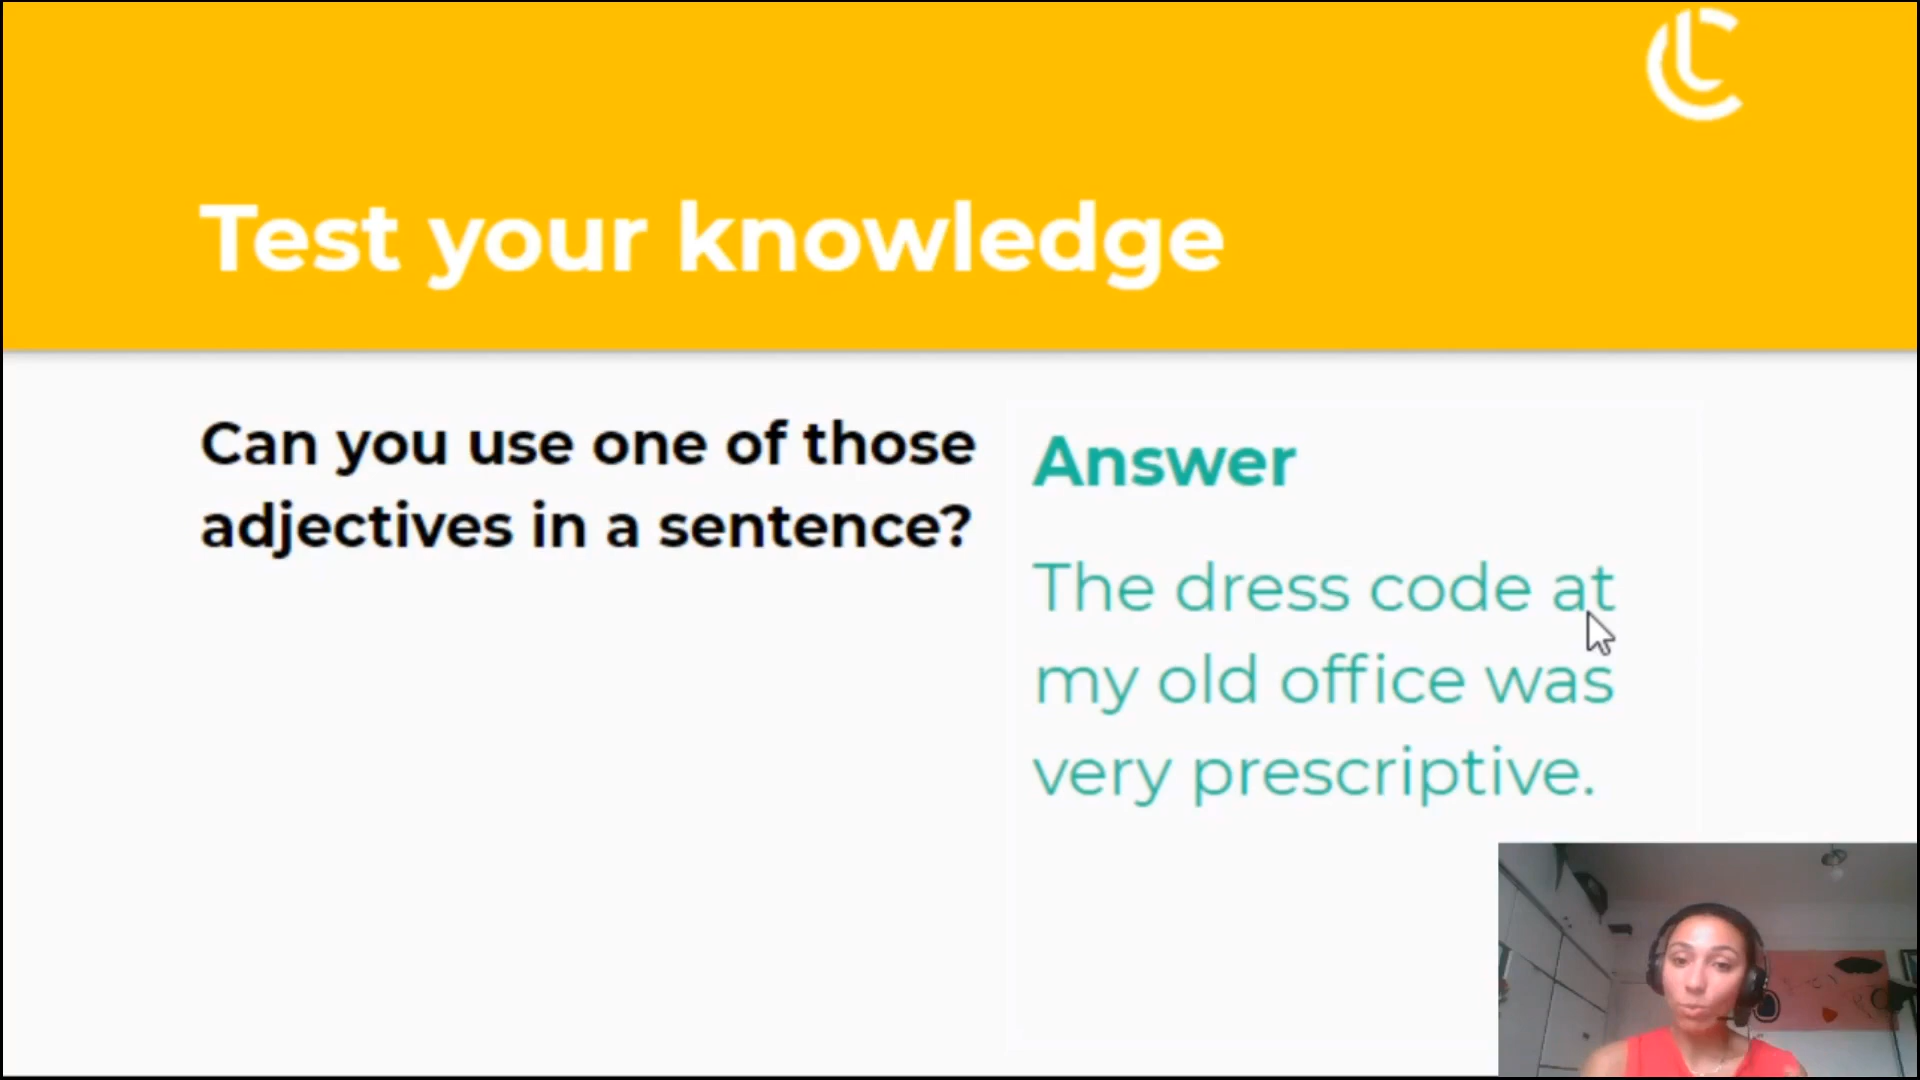 Test your knowledge
Can you use one of those
adjectives in a sentence?
Answer
The dress code at
my old office was
very prescriptive.